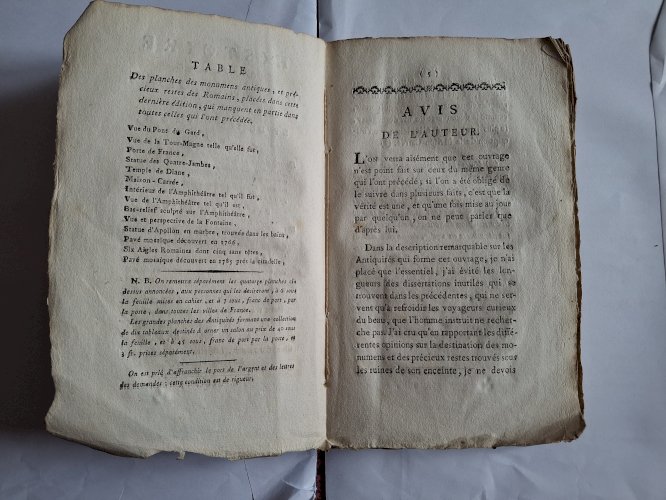 TABLE
Des planches des monumens antiques, et pré-
cieux restes des Romains, placées dans cette
dernière édition, qui manquent en partie dans
toutes celles qui l'ont précédée.
Vue du Pont du Gard,
Vue de la Tour-Magne telle qu'elle fut,
Porte de France,
Statue des Quatre-Jambes,
Temple de Diane,
Maison-Carrée,
Intérieur de l'Amphithéâtre tel qu'il fut,
Vue de l'Amphithéâtre tel qu'il est,
Bas-relief sculpté sur l'Amphithéâtre,
Vue et perspective de la Fontaine,
Statue d'Apollon en marbre, trouvée dans les bains,
Pavé mosaïque découvert en 1766,
Six Aigles Romaines dont cinq sans têtes,
Pavé mosaïque découvert en 1785 près la citadelle,
N. B. On remettra séparément les quatorze planches ci-
dessus annoncées, aux personnes qui les desireront, à 6 sous
la feuille mises en cahier, et à 7 sous, franc de port, par
la poste, dans toutes les villes de France.
Les grandes planches des Antiquités forment une collection
de dix tableaux destinés à orner un salon au prix de 40 sous
la feuille, et à 45 sous, franc de port par la poste, et
3 liv. prises séparément.
On est prié d'affranchir le port de l'argent et des lettres
des demandes; cette condition est de rigueur.
(5)
AVIS
DE L'AUTEUR.
L'ON verra aisément que cet ouvrage
n'est point fait sur ceux du même genre
qui l'ont précédé, si l'on a été obligé de
le suivre dans plusieurs faits, c'est que la
vérité est une, et qu'une fois mise au jour
par quelqu'un, on ne peut parler que
d'après lui.
Dans la description remarquable sur les
Antiquités qui forme cet ouvrage, je n'ai
placé que l'essentiel, j'ai évité les lon-
gueurs des dissertations inutiles qui se
trouvent dans les précédentes, qui ne ser-
vent qu'à refroidir les voyageurs curieux
du beau, que l'homme instruit ne recher-
che pas. J'ai cru qu'en rapportant les diffé-
rentes opinions sur la destination des mo-
numens et des précieux restes trouvés sous
les ruines de son enceinte, je ne devois